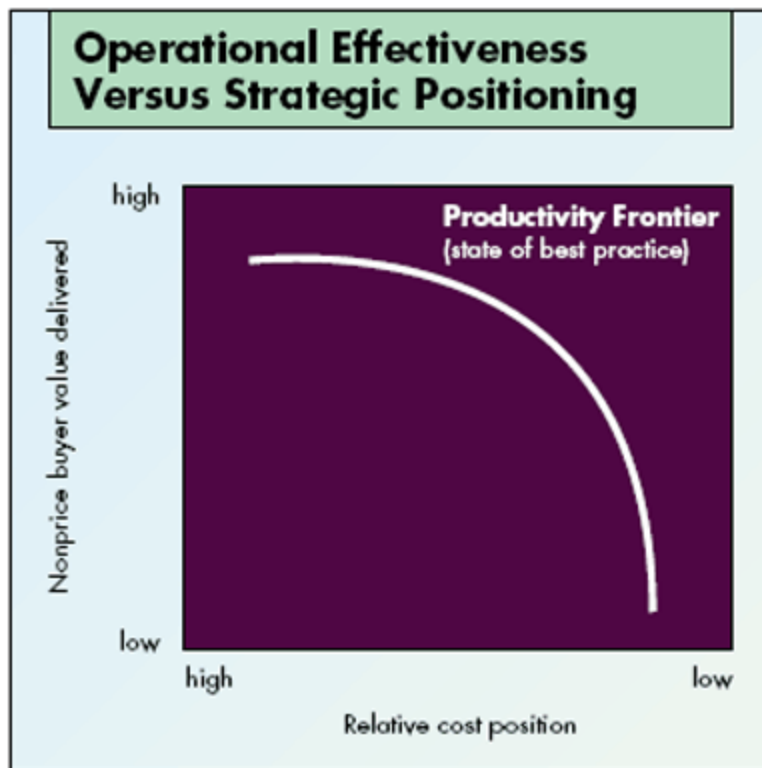 Operational Effectiveness
Versus Strategic Positioning
high
Productivity Frontier
(state of best practice)
Nonprice buyer value delivered
low
high
low
Relative cost position